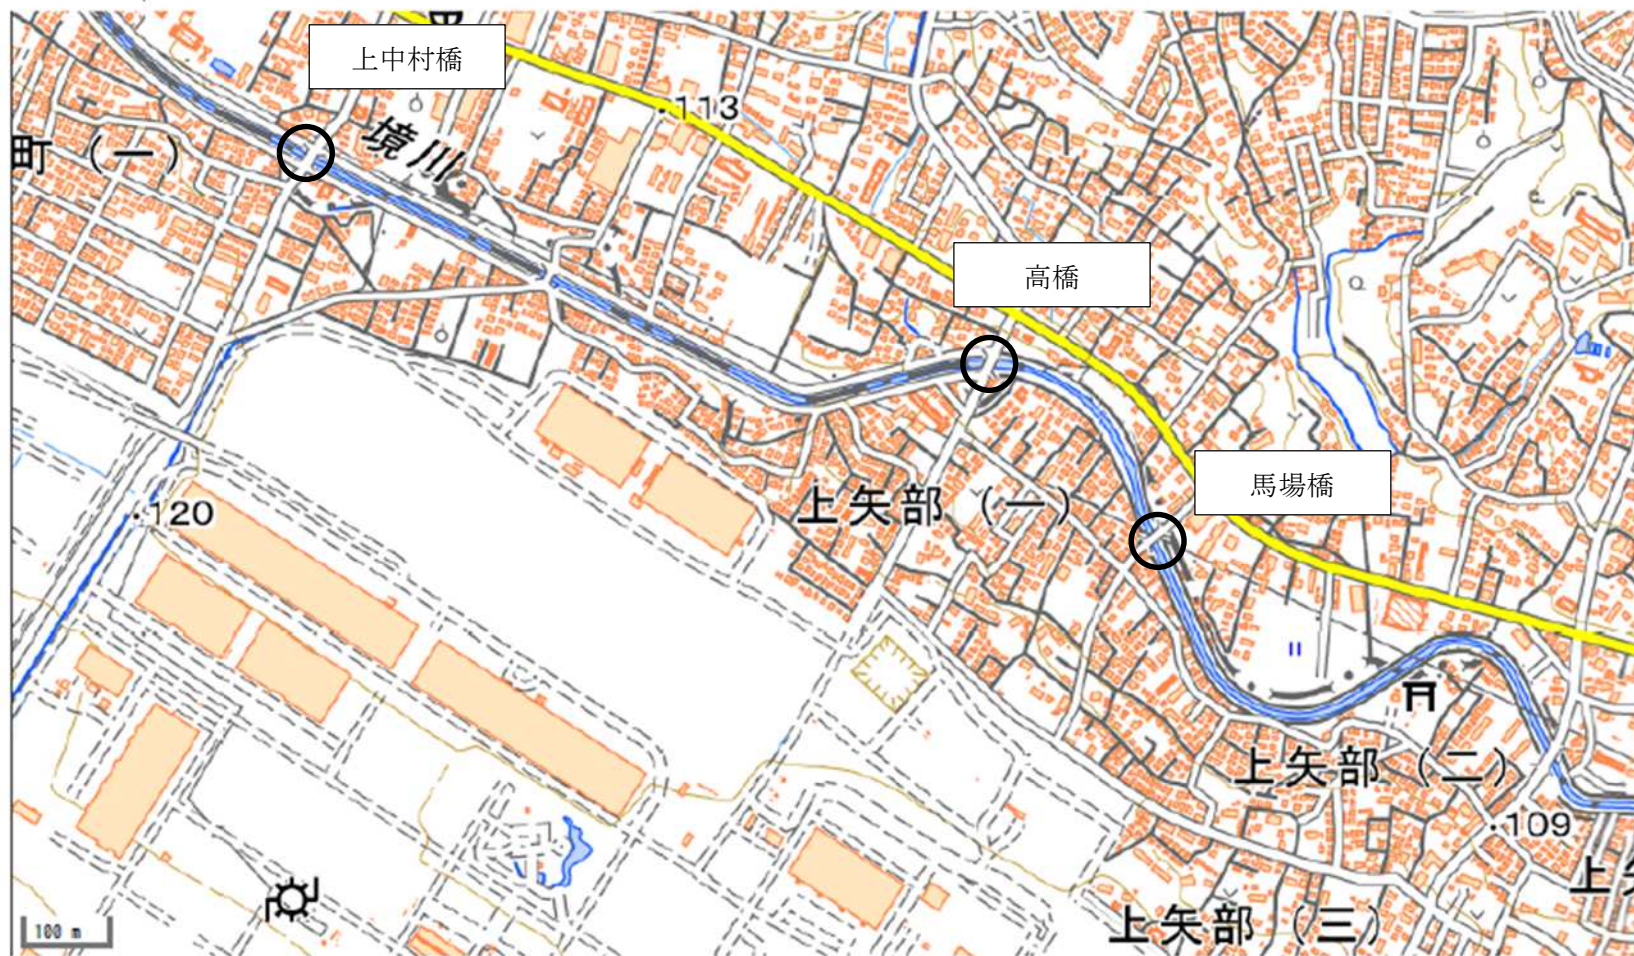 上中村橋
113
境川
町（一）
高橋
馬場橋
上矢部（一）
120
上矢部（二）
109
上矢部（三）
100 m